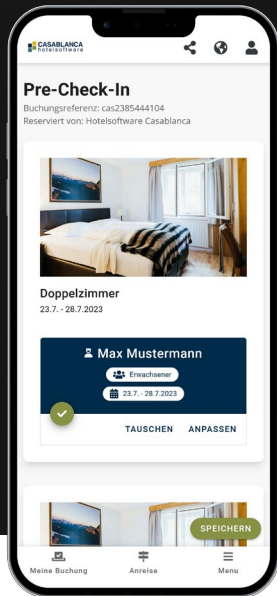 CASABLANCA
hotelsoftware
Pre-Check-In
Buchungsreferenz: cas2385444104
Reserviert von: Hotelsoftware Casablanca
Doppelzimmer
23.7. - 28.7.2023
Max Mustermann
Erwachsener
23.7. - 28.7.2023
TAUSCHEN ANPASSEN
SPEICHERN
Meine Buchung Anreise Menu